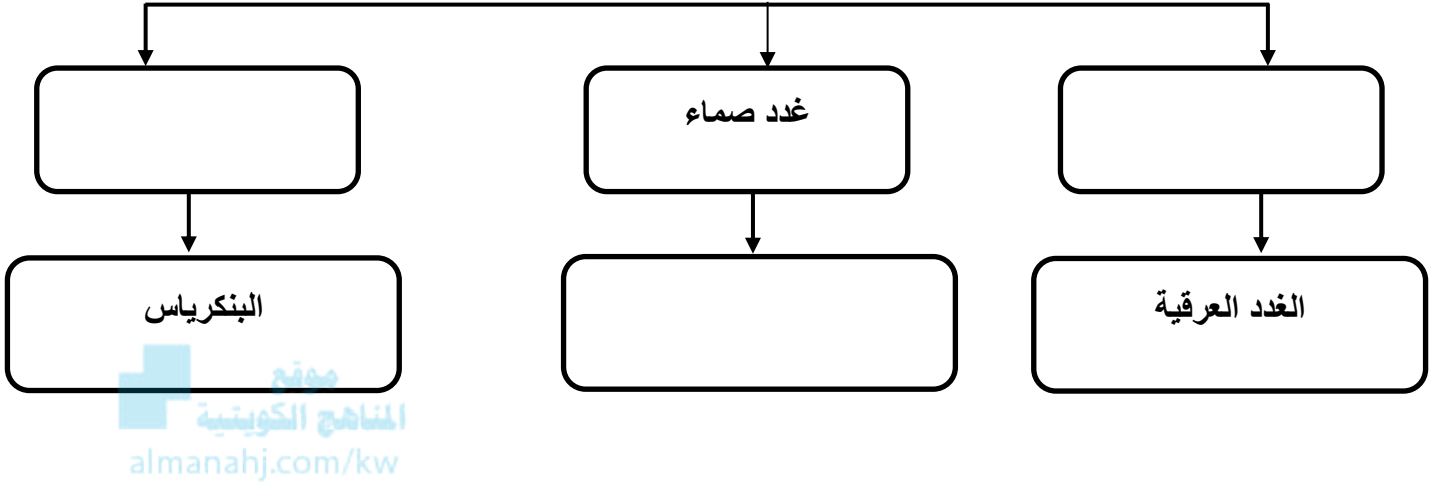 غدد صماء
الغدد العرقية
البنكرياس
موقع
المناهج الكويتية
almanahj.com/kw